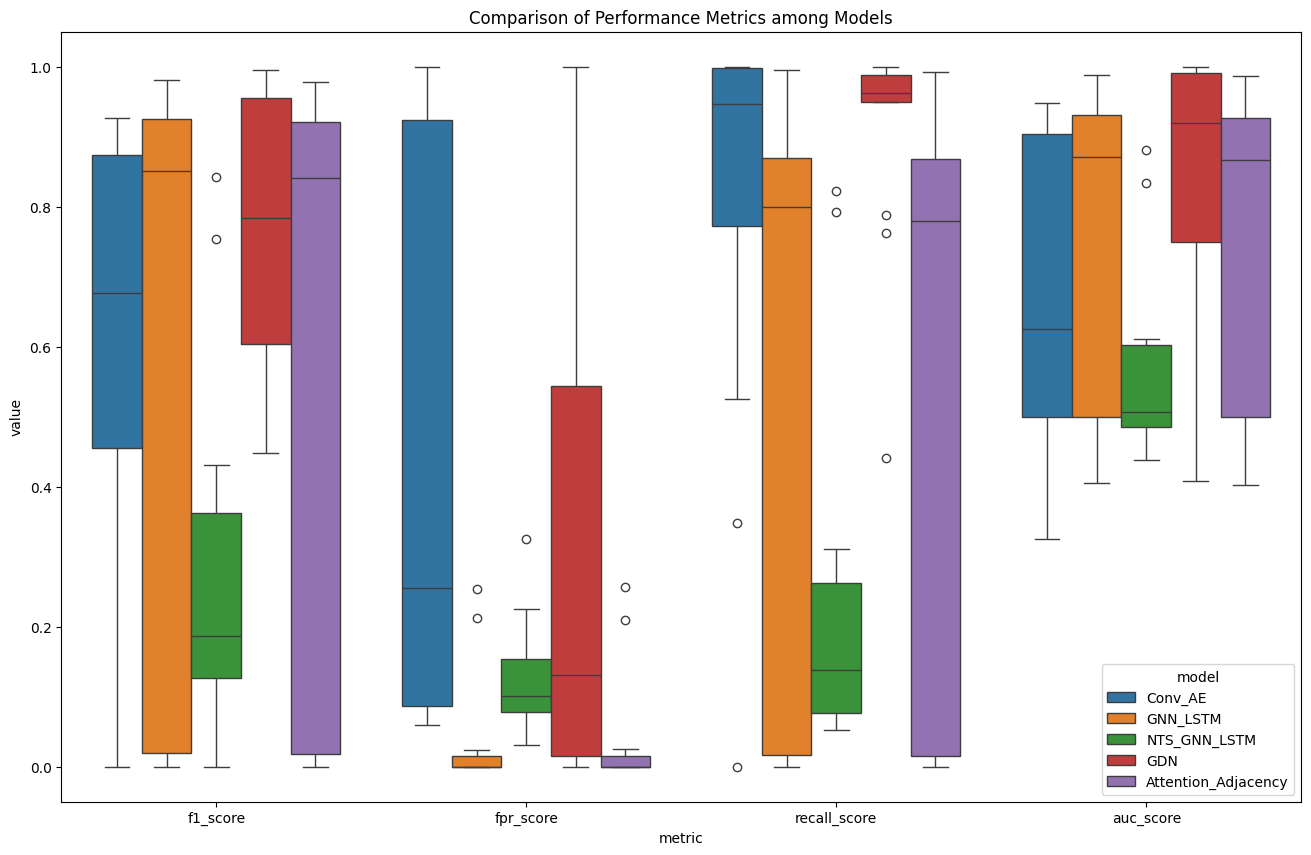 Comparison of Performance Metrics among Models
value
1.0
0.8
0.6
0.4
0.2
0.0
f1_score
fpr_score
recall_score
auc_score
metric
model
Conv_AE
GNN_LSTM
NTS_GNN_LSTM
GDN
Attention_Adjacency